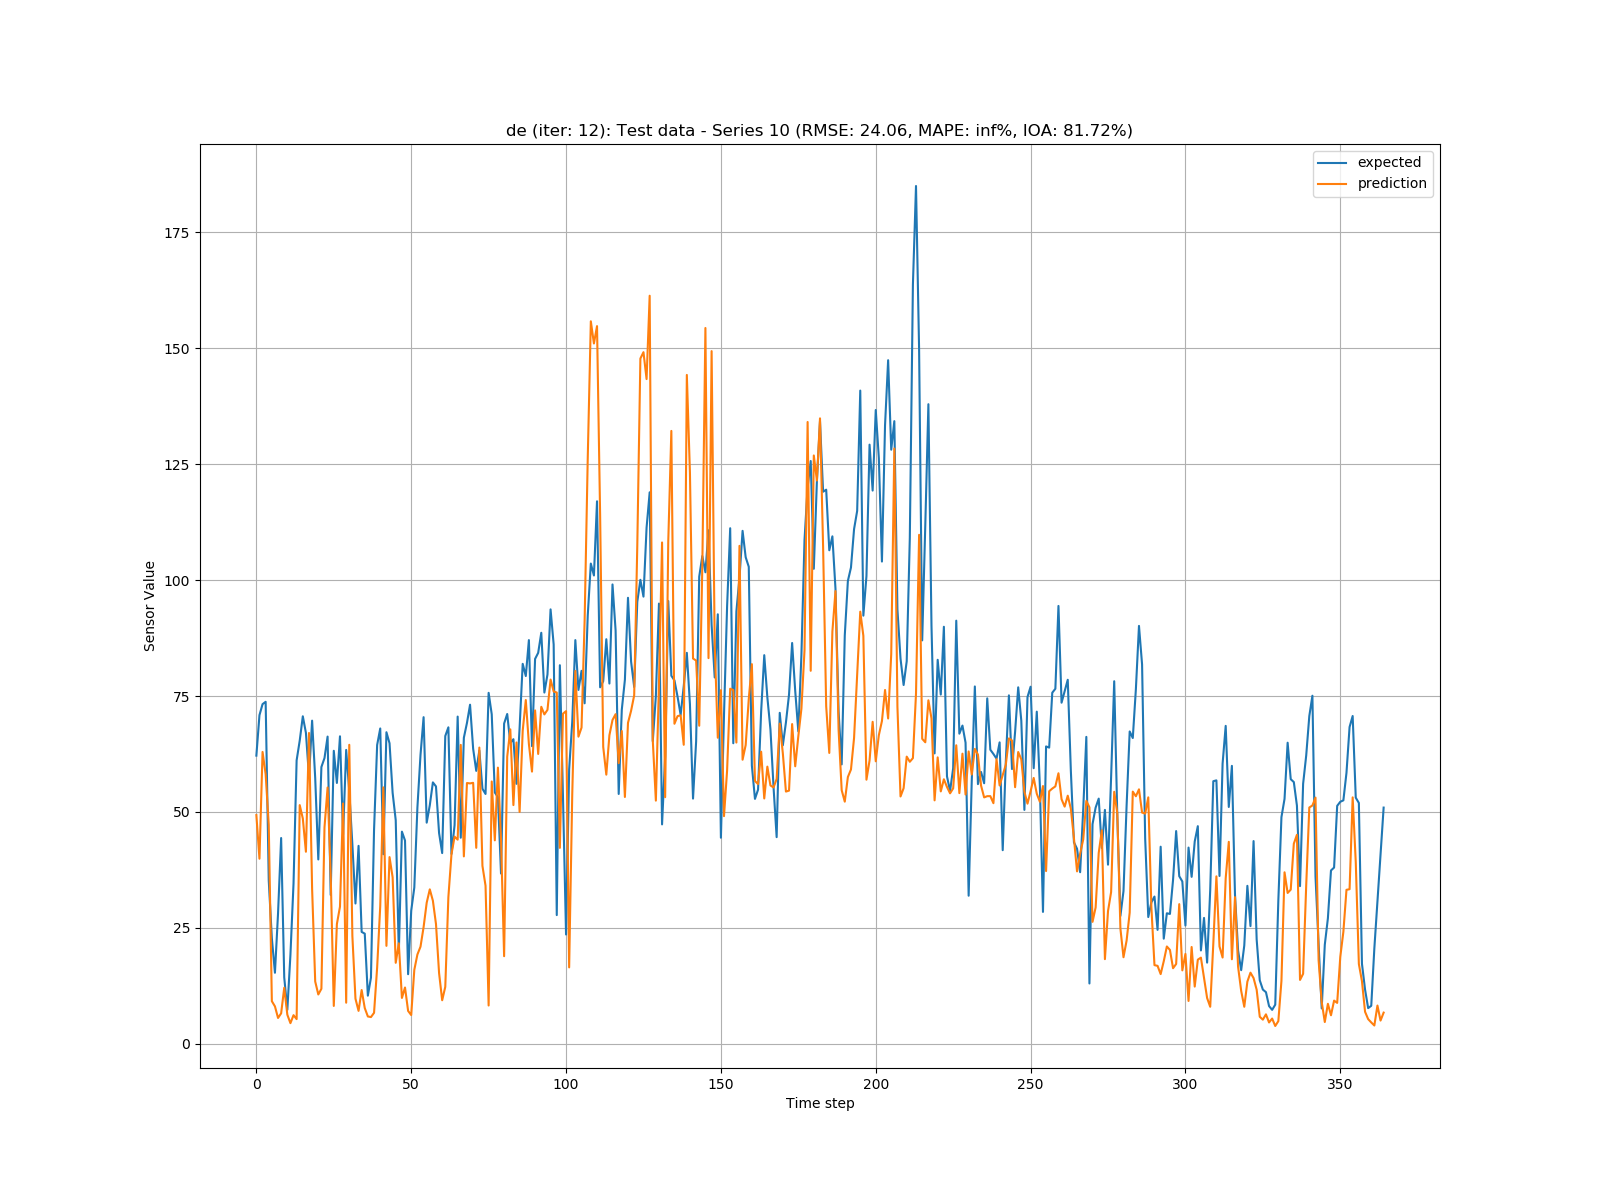 de (iter: 12): Test data - Series 10 (RMSE: 24.06, MAPE: inf%, IOA: 81.72%)
expected
prediction
175
150
125
100
75
50
25
0
Sensor Value
0 50 100 150 200 250 300 350
Time step